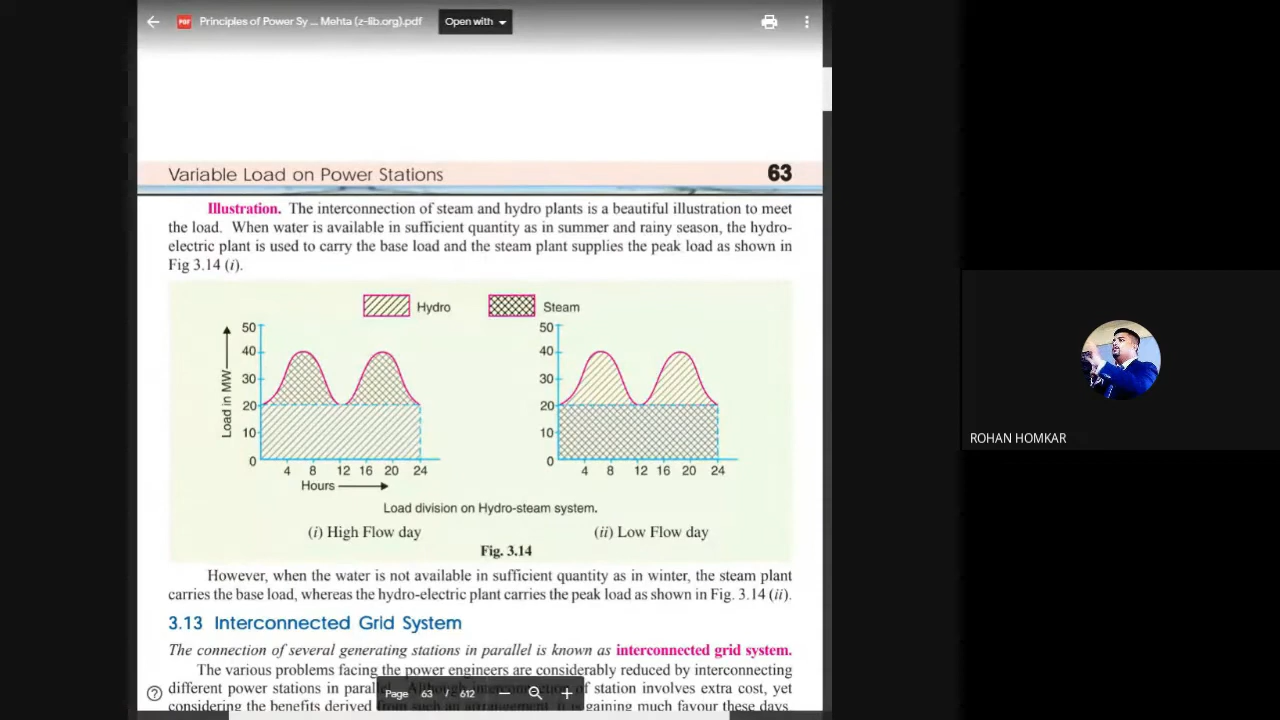 Principles of Power Sy ... Mehta (z-lib.org).pdf
Open with
Variable Load on Power Stations
63
Illustration. The interconnection of steam and hydro plants is a beautiful illustration to meet
the load. When water is available in sufficient quantity as in summer and rainy season, the hydro-
electric plant is used to carry the base load and the steam plant supplies the peak load as shown in
Fig 3.14 (i).
Hydro
Steam
50
40
30
20
10
0
Load in MW
4 8 12 16 20 24
Hours
50
40
30
20
10
0
4 8 12 16 20 24
Load division on Hydro-steam system.
(i) High Flow day
(ii) Low Flow day
Fig. 3.14
However, when the water is not available in sufficient quantity as in winter, the steam plant
carries the base load, whereas the hydro-electric plant carries the peak load as shown in Fig. 3.14 (ii).
3.13 Interconnected Grid System
The connection of several generating stations in parallel is known as interconnected grid system.
The various problems facing the power engineers are considerably reduced by interconnecting
different power stations in parallel. Although interconnection of station involves extra cost, yet
considering the benefits derived from such an arrangement, it is gaining much favour these days.
Page 63 / 612
ROHAN HOMKAR